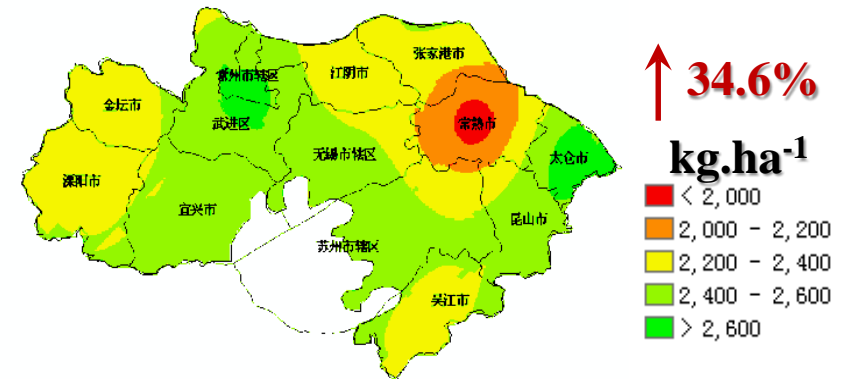 张家港市
常州市辖区
江阴市
金坛市
武进区
常熟市
无锡市辖区
太仓市
溧阳市
宜兴市
昆山市
苏州市辖区
吴江市
34.6%
kg.ha-1
< 2,000
2,000 - 2,200
2,200 - 2,400
2,400 - 2,600
> 2,600